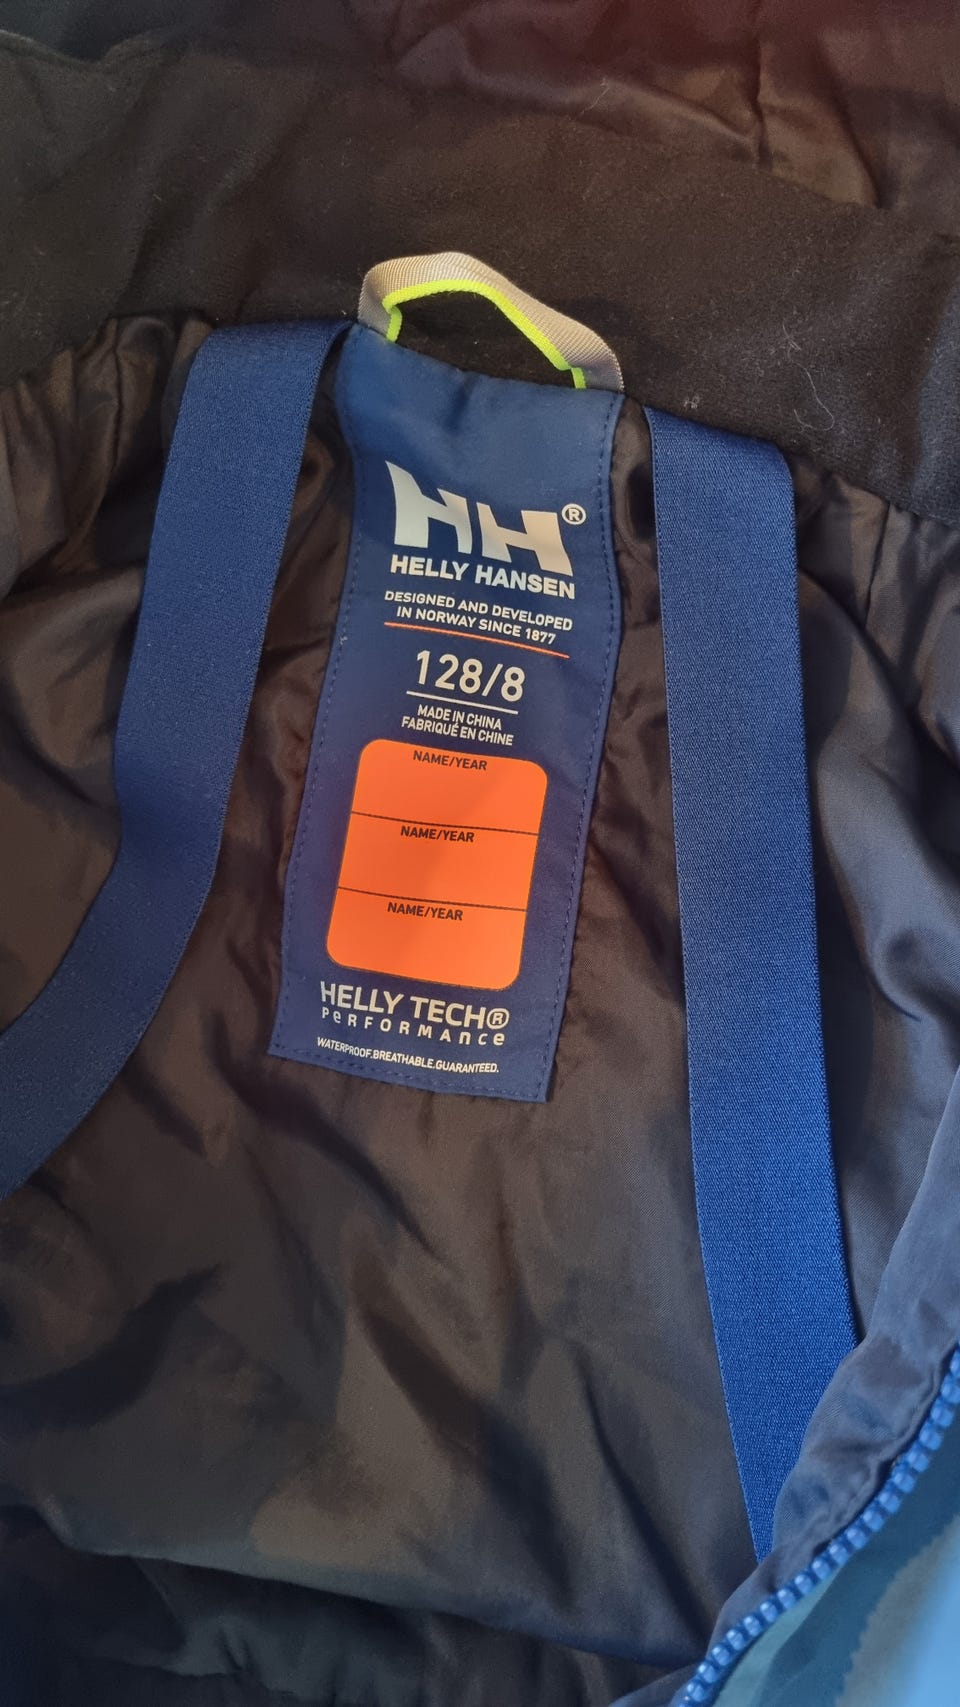 HH®
HELLY HANSEN
DESIGNED AND DEVELOPED
IN NORWAY SINCE 1877
128/8
MADE IN CHINA
FABRIQUÉ EN CHINE
NAME/YEAR
NAME/YEAR
NAME/YEAR
HELLY TECH®
PeRFORMAnce
WATERPROOF.BREATHABLE.GUARANTEED.